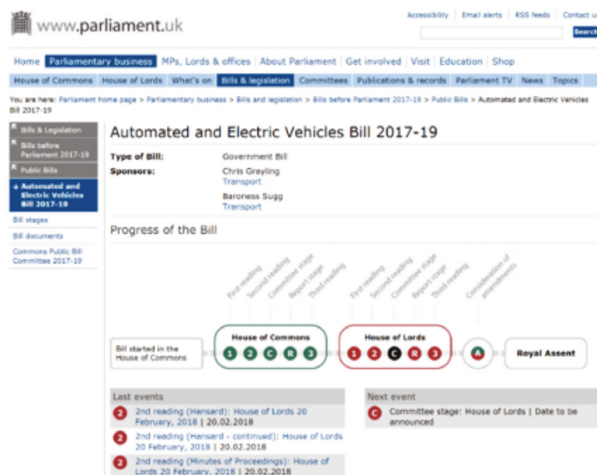 www.parliament.uk
Accessibility Email alerts RSS feeds Contact us
Search
Home Parliamentary business MPs, Lords & offices About Parliament Get involved Visit Education Shop
House of Commons House of Lords What's on Bills & legislation Committees Publications & records Parliament TV News Topics
You are here: Parliament home page > Parliamentary business > Bills and legislation > Bills before Parliament 2017-19 > Public Bills > Automated and Electric Vehicles
Bill 2017-19
Bills & Legislation
Bills before
Parliament 2017-19
Public Bills
Automated and
Electric Vehicles
Bill 2017-19
Bill stages
Bill documents
Commons Public Bill
Committee 2017-19
Automated and Electric Vehicles Bill 2017-19
Type of Bill: Government Bill
Sponsors: Chris Grayling
Transport
Baroness Sugg
Transport
Progress of the Bill
First reading Second reading Committee stage Report stage Third reading First reading Second reading Committee stage Report stage Third reading Consideration of
amendments
Bill started in the
House of Commons
House of Commons
1 2 C R 3
House of Lords
1 2 C R 3
A
Royal Assent
Last events
2 2nd reading (Hansard): House of Lords 20
February, 2018 | 20.02.2018
2 2nd reading (Hansard - continued): House of Lords
20 February, 2018 | 20.02.2018
2 2nd reading (Minutes of Proceedings): House of
Lords 20 February, 2018 | 20.02.2018
Next event
C Committee stage: House of Lords | Date to be
announced